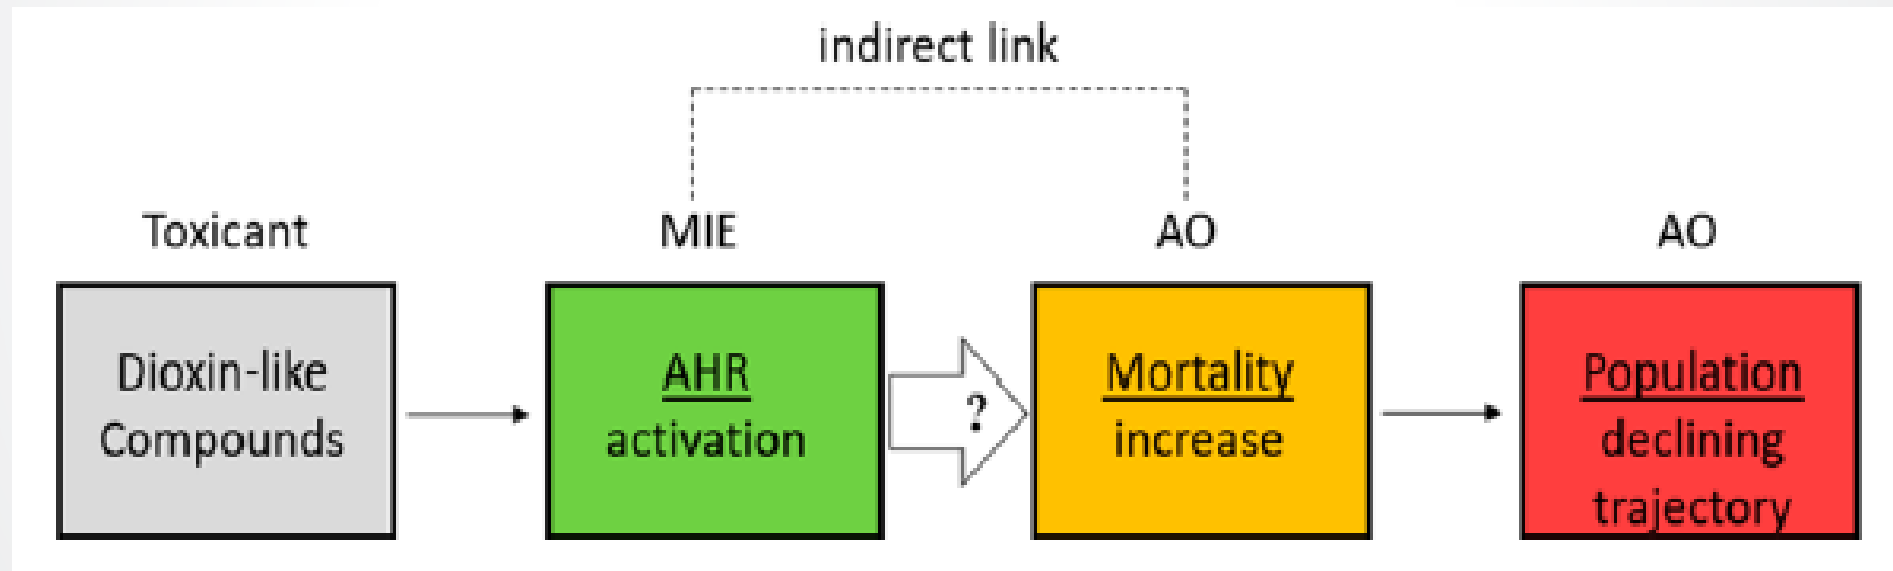 indirect link
Toxicant
MIE
AO
AO
Dioxin-like
Compounds
AHR
activation
?
Mortality
increase
Population
declining
trajectory